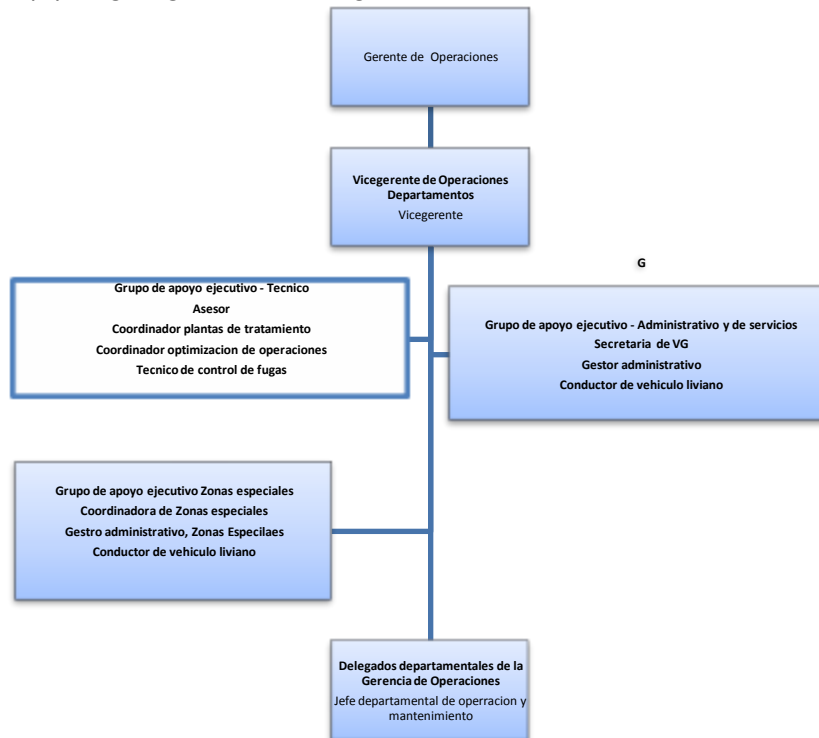 Gerente de Operaciones
Vicegerente de Operaciones
Departamentos
Vicegerente
G
Grupo de apoyo ejecutivo - Tecnico
Asesor
Coordinador plantas de tratamiento
Coordinador optimizacion de operaciones
Tecnico de control de fugas
Grupo de apoyo ejecutivo - Administrativo y de servicios
Secretaria de VG
Gestor administrativo
Conductor de vehiculo liviano
Grupo de apoyo ejecutivo Zonas especiales
Coordinadora de Zonas especiales
Gestro administrativo, Zonas Especilaes
Conductor de vehiculo liviano
Delegados departamentales de la
Gerencia de Operaciones
Jefe departamental de operracion y
mantenimiento